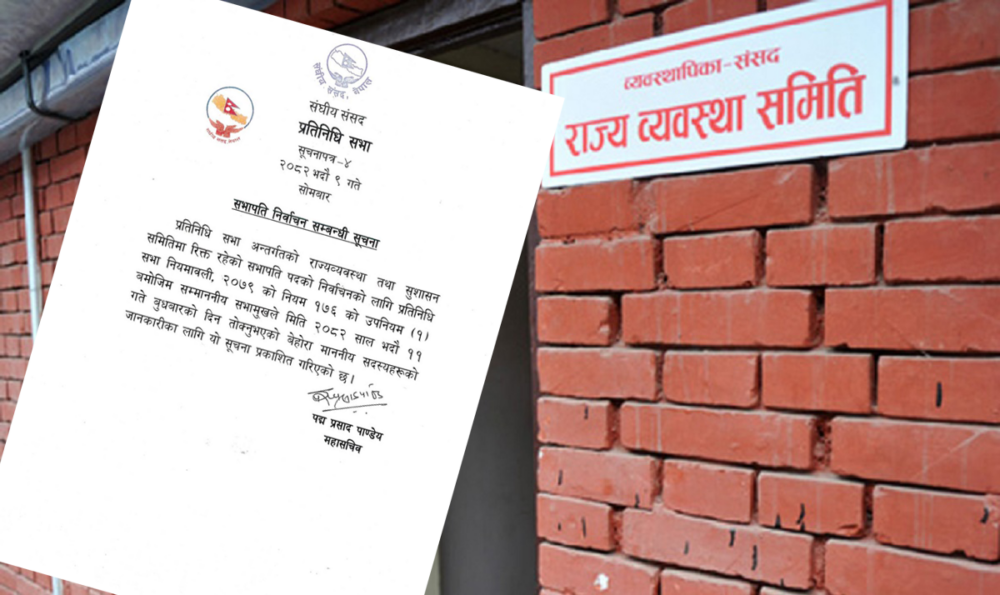 संघीय संसद, नेपाल
संघीय संसद
प्रतिनिधि सभा
सूचनापत्र-४
२०८२ भदौ ९ गते
सोमबार
सभापति निर्वाचन सम्बन्धी सूचना
प्रतिनिधि सभा अन्तर्गतको राज्यव्यवस्था तथा सुशासन
समितिमा रिक्त रहेको सभापति पदको निर्वाचनको लागि प्रतिनिधि
सभा नियमावली, २०७९ को नियम १७६ को उपनियम (१)
बमोजिम सम्माननीय सभामुखले मिति २०८२ साल भदौ ११
गते बुधबारको दिन तोक्नुभएको बेहोरा माननीय सदस्यहरूको
जानकारीका लागि यो सूचना प्रकाशित गरिएको छ।
पद्म प्रसाद पाण्डेय
महासचिव
व्यवस्थापिका-संसद
राज्य व्यवस्था समिति